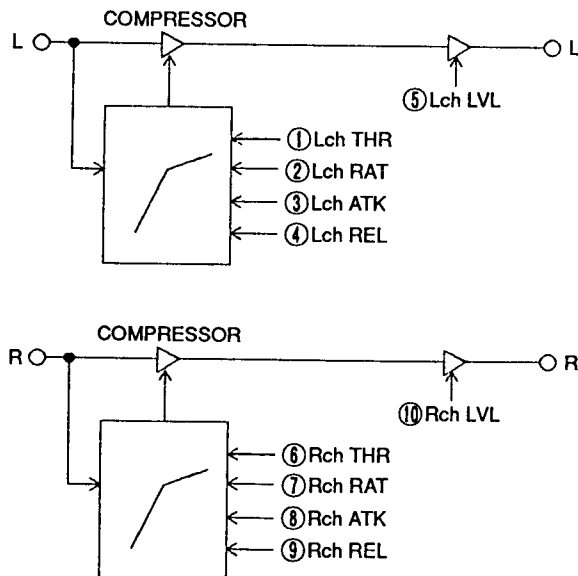 COMPRESSOR
L
L
⑤Lch LVL
①Lch THR
②Lch RAT
③Lch ATK
④Lch REL
COMPRESSOR
R
R
⑩Rch LVL
⑥Rch THR
⑦Rch RAT
⑧Rch ATK
⑨Rch REL